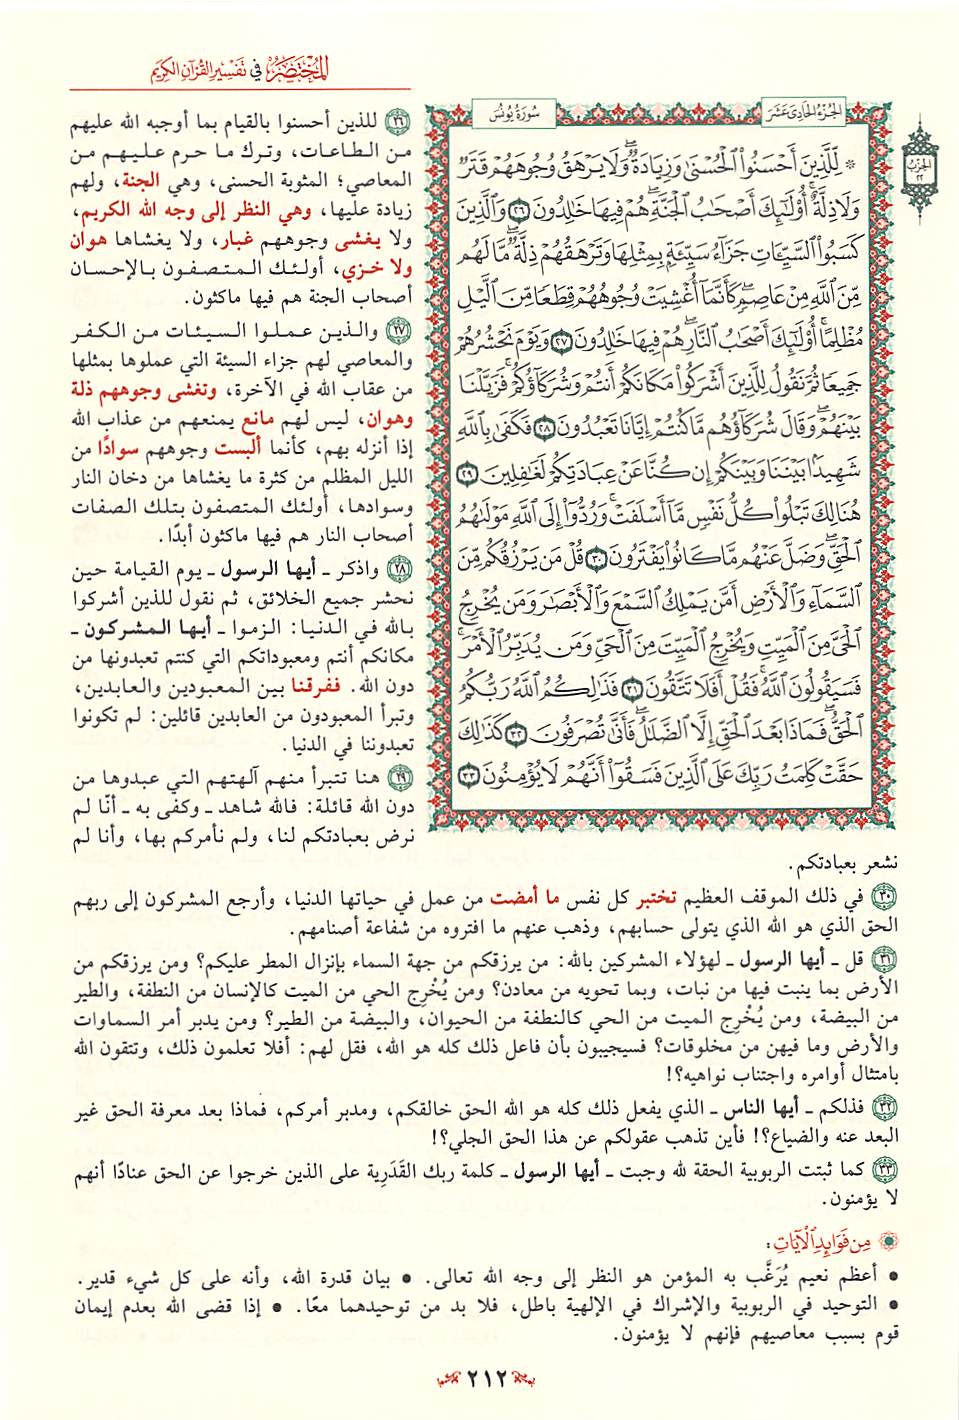 المختصر في تفسير القرآن الكريم
الجزء الحادي عشر
سورة يونس
الحزب ٢٢
۞ لِّلَّذِينَ أَحْسَنُوا۟ ٱلْحُسْنَىٰ وَزِيَادَةٌ ۖ وَلَا يَرْهَقُ وُجُوهَهُمْ قَتَرٌ
وَلَا ذِلَّةٌ ۚ أُو۟لَٰٓئِكَ أَصْحَٰبُ ٱلْجَنَّةِ ۖ هُمْ فِيهَا خَٰلِدُونَ ٢٦ وَٱلَّذِينَ
كَسَبُوا۟ ٱلسَّيِّـَٔاتِ جَزَآءُ سَيِّئَةٍۭ بِمِثْلِهَا وَتَرْهَقُهُمْ ذِلَّةٌ ۖ مَّا لَهُم
مِّنَ ٱللَّهِ مِنْ عَاصِمٍ ۖ كَأَنَّمَآ أُغْشِيَتْ وُجُوهُهُمْ قِطَعًا مِّنَ ٱلَّيْلِ
مُظْلِمًا ۚ أُو۟لَٰٓئِكَ أَصْحَٰبُ ٱلنَّارِ ۖ هُمْ فِيهَا خَٰلِدُونَ ٢٧ وَيَوْمَ نَحْشُرُهُمْ
جَمِيعًا ثُمَّ نَقُولُ لِلَّذِينَ أَشْرَكُوا۟ مَكَانَكُمْ أَنتُمْ وَشُرَكَآؤُكُمْ ۚ فَزَيَّلْنَا
بَيْنَهُمْ ۖ وَقَالَ شُرَكَآؤُهُم مَّا كُنتُمْ إِيَّانَا تَعْبُدُونَ ٢٨ فَكَفَىٰ بِٱللَّهِ
شَهِيدًۢا بَيْنَنَا وَبَيْنَكُمْ إِن كُنَّا عَنْ عِبَادَتِكُمْ لَغَٰفِلِينَ ٢٩
هُنَالِكَ تَبْلُوا۟ كُلُّ نَفْسٍ مَّآ أَسْلَفَتْ ۚ وَرُدُّوٓا۟ إِلَى ٱللَّهِ مَوْلَىٰهُمُ
ٱلْحَقِّ ۖ وَضَلَّ عَنْهُم مَّا كَانُوا۟ يَفْتَرُونَ ٣٠ قُلْ مَن يَرْزُقُكُم مِّنَ
ٱلسَّمَآءِ وَٱلْأَرْضِ أَمَّن يَمْلِكُ ٱلسَّمْعَ وَٱلْأَبْصَٰرَ وَمَن يُخْرِجُ
ٱلْحَىَّ مِنَ ٱلْمَيِّتِ وَيُخْرِجُ ٱلْمَيِّتَ مِنَ ٱلْحَىِّ وَمَن يُدَبِّرُ ٱلْأَمْرَ ۚ
فَسَيَقُولُونَ ٱللَّهُ ۚ فَقُلْ أَفَلَا تَتَّقُونَ ٣١ فَذَٰلِكُمُ ٱللَّهُ رَبُّكُمُ
ٱلْحَقُّ ۖ فَمَاذَا بَعْدَ ٱلْحَقِّ إِلَّا ٱلضَّلَٰلُ ۖ فَأَنَّىٰ تُصْرَفُونَ ٣٢ كَذَٰلِكَ
حَقَّتْ كَلِمَتُ رَبِّكَ عَلَى ٱلَّذِينَ فَسَقُوٓا۟ أَنَّهُمْ لَا يُؤْمِنُونَ ٣٣
٢٦ للذين أحسنوا بالقيام بما أوجبه الله عليهم
من الطاعات، وترك ما حرم عليهم من
المعاصي؛ المثوبة الحسنى، وهي الجنة، ولهم
زيادة عليها، وهي النظر إلى وجه الله الكريم،
ولا يغشى وجوههم غبار، ولا يغشاها هوان
ولا خزي، أولئك المتصفون بالإحسان
أصحاب الجنة هم فيها ماكثون.
٢٧ والذين عملوا السيئات من الكفر
والمعاصي لهم جزاء السيئة التي عملوها بمثلها
من عقاب الله في الآخرة، وتغشى وجوههم ذلة
وهوان، ليس لهم مانع يمنعهم من عذاب الله
إذا أنزله بهم، كأنما ألبست وجوههم سوادًا من
الليل المظلم من كثرة ما يغشاها من دخان النار
وسوادها، أولئك المتصفون بتلك الصفات
أصحاب النار هم فيها ماكثون أبدًا.
٢٨ واذكر - أيها الرسول - يوم القيامة حين
نحشر جميع الخلائق، ثم نقول للذين أشركوا
بالله في الدنيا: الزموا - أيها المشركون -
مكانكم أنتم ومعبوداتكم التي كنتم تعبدونها من
دون الله. ففرقنا بين المعبودين والعابدين،
وتبرأ المعبودون من العابدين قائلين: لم تكونوا
تعبدوننا في الدنيا.
٢٩ هنا تتبرأ منهم آلهتهم التي عبدوها من
دون الله قائلة: فالله شاهد - وكفى به - أنّا لم
نرض بعبادتكم لنا، ولم نأمركم بها، وأنا لم
نشعر بعبادتكم.
٣٠ في ذلك الموقف العظيم تختبر كل نفس ما أمضت من عمل في حياتها الدنيا، وأرجع المشركون إلى ربهم
الحق الذي هو الله الذي يتولى حسابهم، وذهب عنهم ما افتروه من شفاعة أصنامهم.
٣١ قل - أيها الرسول - لهؤلاء المشركين بالله: من يرزقكم من جهة السماء بإنزال المطر عليكم؟ ومن يرزقكم من
الأرض بما ينبت فيها من نبات، وبما تحويه من معادن؟ ومن يُخْرِج الحي من الميت كالإنسان من النطفة، والطير
من البيضة، ومن يُخْرِج الميت من الحي كالنطفة من الحيوان، والبيضة من الطير؟ ومن يدبر أمر السماوات
والأرض وما فيهن من مخلوقات؟ فسيجيبون بأن فاعل ذلك كله هو الله، فقل لهم: أفلا تعلمون ذلك، وتتقون الله
بامتثال أوامره واجتناب نواهيه؟!
٣٢ فذلكم - أيها الناس - الذي يفعل ذلك كله هو الله الحق خالقكم، ومدبر أمركم، فماذا بعد معرفة الحق غير
البعد عنه والضياع؟! فأين تذهب عقولكم عن هذا الحق الجلي؟!
٣٣ كما ثبتت الربوبية الحقة لله وجبت - أيها الرسول - كلمة ربك القَدَرِية على الذين خرجوا عن الحق عنادًا أنهم
لا يؤمنون.
مِن فَوَائِدِ الْآيَاتِ:
• أعظم نعيم يُرَغَّب به المؤمن هو النظر إلى وجه الله تعالى. • بيان قدرة الله، وأنه على كل شيء قدير.
• التوحيد في الربوبية والإشراك في الإلهية باطل، فلا بد من توحيدهما معًا. • إذا قضى الله بعدم إيمان
قوم بسبب معاصيهم فإنهم لا يؤمنون.
٢١٢